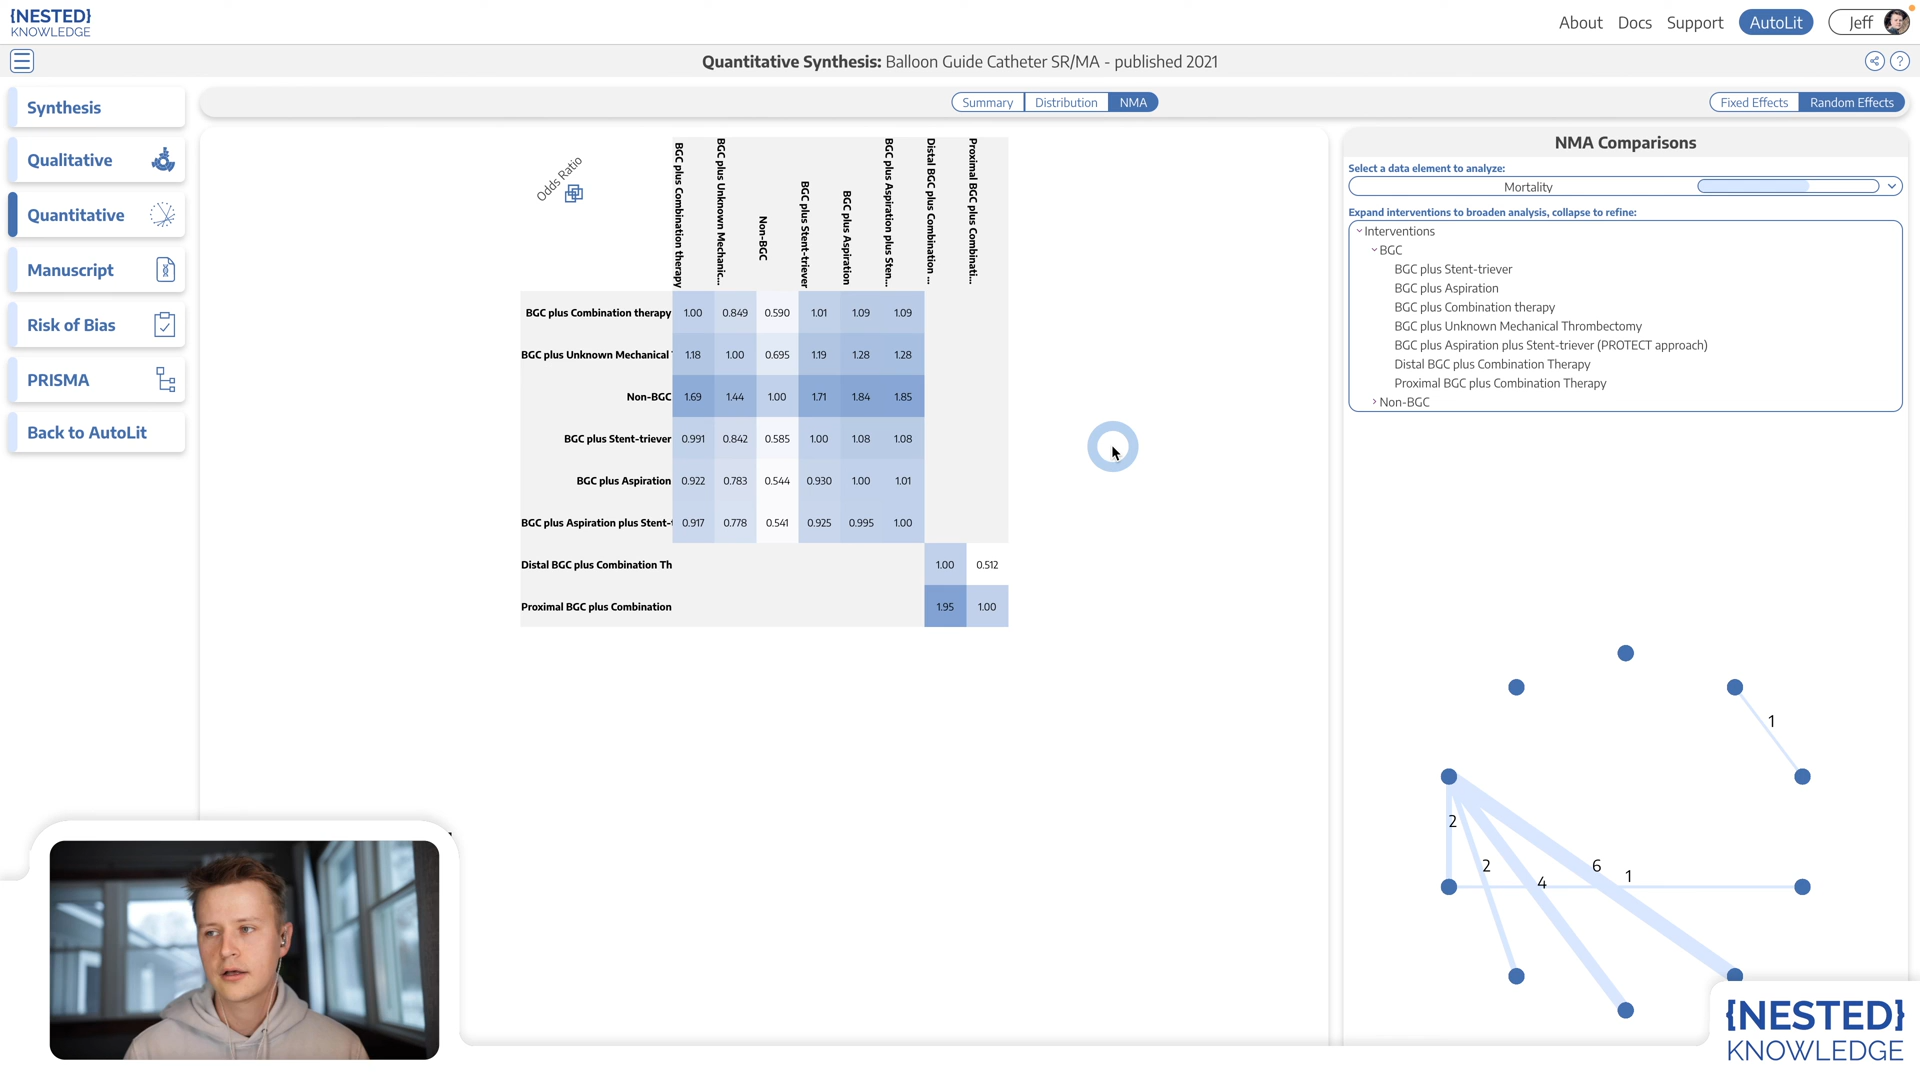 {NESTED}
KNOWLEDGE
About
Docs
Support
AutoLit
Jeff
Quantitative Synthesis: Balloon Guide Catheter SR/MA - published 2021
?
Synthesis
Qualitative
Quantitative
Manuscript
Risk of Bias
PRISMA
Back to AutoLit
Summary
Distribution
NMA
Fixed Effects
Random Effects
Odds Ratio
BGC plus Combination therapy
BGC plus Unknown Mechanic...
Non-BGC
BGC plus Stent-triever
BGC plus Aspiration
BGC plus Aspiration plus Sten...
Distal BGC plus Combination ...
Proximal BGC plus Combinati...
BGC plus Combination therapy 1.00 0.849 0.590 1.01 1.09 1.09
BGC plus Unknown Mechanical 1.18 1.00 0.695 1.19 1.28 1.28
Non-BGC 1.69 1.44 1.00 1.71 1.84 1.85
BGC plus Stent-triever 0.991 0.842 0.585 1.00 1.08 1.08
BGC plus Aspiration 0.922 0.783 0.544 0.930 1.00 1.01
BGC plus Aspiration plus Stent- 0.917 0.778 0.541 0.925 0.995 1.00
Distal BGC plus Combination Th 1.00 0.512
Proximal BGC plus Combination 1.95 1.00
NMA Comparisons
Select a data element to analyze:
Mortality
Expand interventions to broaden analysis, collapse to refine:
Interventions
BGC
BGC plus Stent-triever
BGC plus Aspiration
BGC plus Combination therapy
BGC plus Unknown Mechanical Thrombectomy
BGC plus Aspiration plus Stent-triever (PROTECT approach)
Distal BGC plus Combination Therapy
Proximal BGC plus Combination Therapy
Non-BGC
1
2
2
4
6
1
{NESTED}
KNOWLEDGE